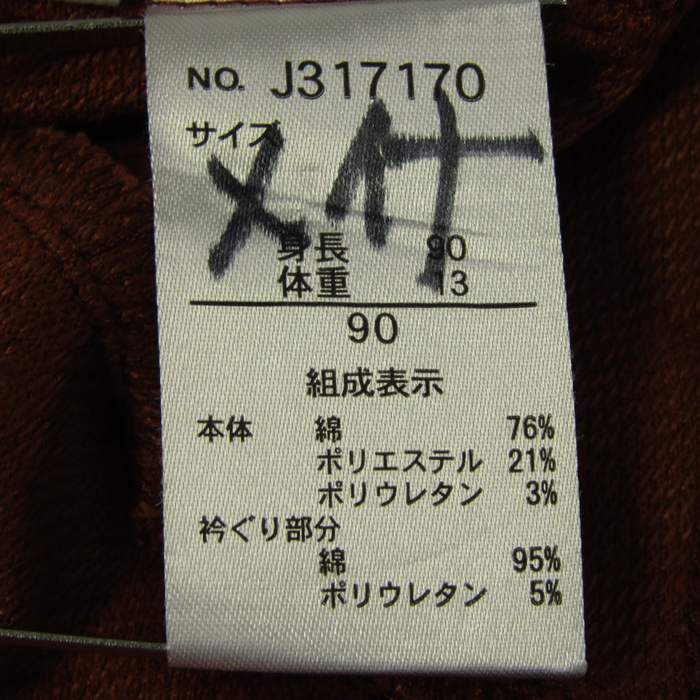 NO. J317170
サイズ
身長 90
体重 13
90
組成表示
本体 綿 76%
ポリエステル 21%
ポリウレタン 3%
衿ぐり部分
綿 95%
ポリウレタン 5%